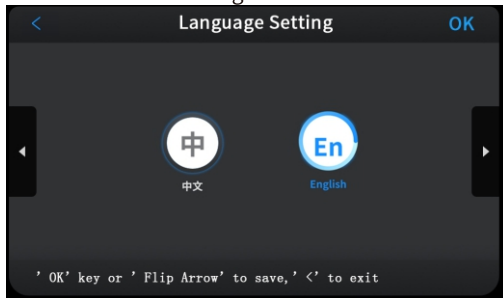 < Language Setting OK
中 En
中文 English
' OK' key or ' Flip Arrow' to save,' <' to exit